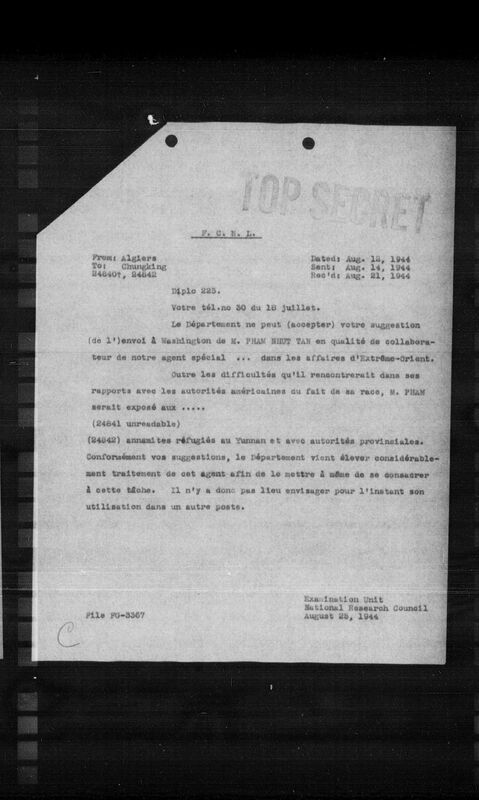 TOP SECRET
F. C. N. L.
From: Algiers Dated: Aug. 12, 1944
To: Chungking Sent: Aug. 14, 1944
24840↑, 24842 Rec'd: Aug. 21, 1944
Diplo 225.
Votre tél.no 30 du 18 juillet.
Le Département ne peut (accepter) votre suggestion
(de l')envoi à Washington de M. PHAM NHUT TAN en qualité de collabora-
teur de notre agent spécial ... dans les affaires d'Extrême-Orient.
Outre les difficultés qu'il rencontrerait dans ses
rapports avec les autorités américaines du fait de sa race, M. PHAM
serait exposé aux .....
(24841 unreadable)
(24842) annamites réfugiés au Yunnan et avec autorités provinciales.
Conformément vos suggestions, le Département vient élever considérable-
ment traitement de cet agent afin de le mettre à même de se consacrer
à cette tâche. Il n'y a donc pas lieu envisager pour l'instant son
utilisation dans un autre poste.
Examination Unit
National Research Council
File FG-3367 August 25, 1944
C